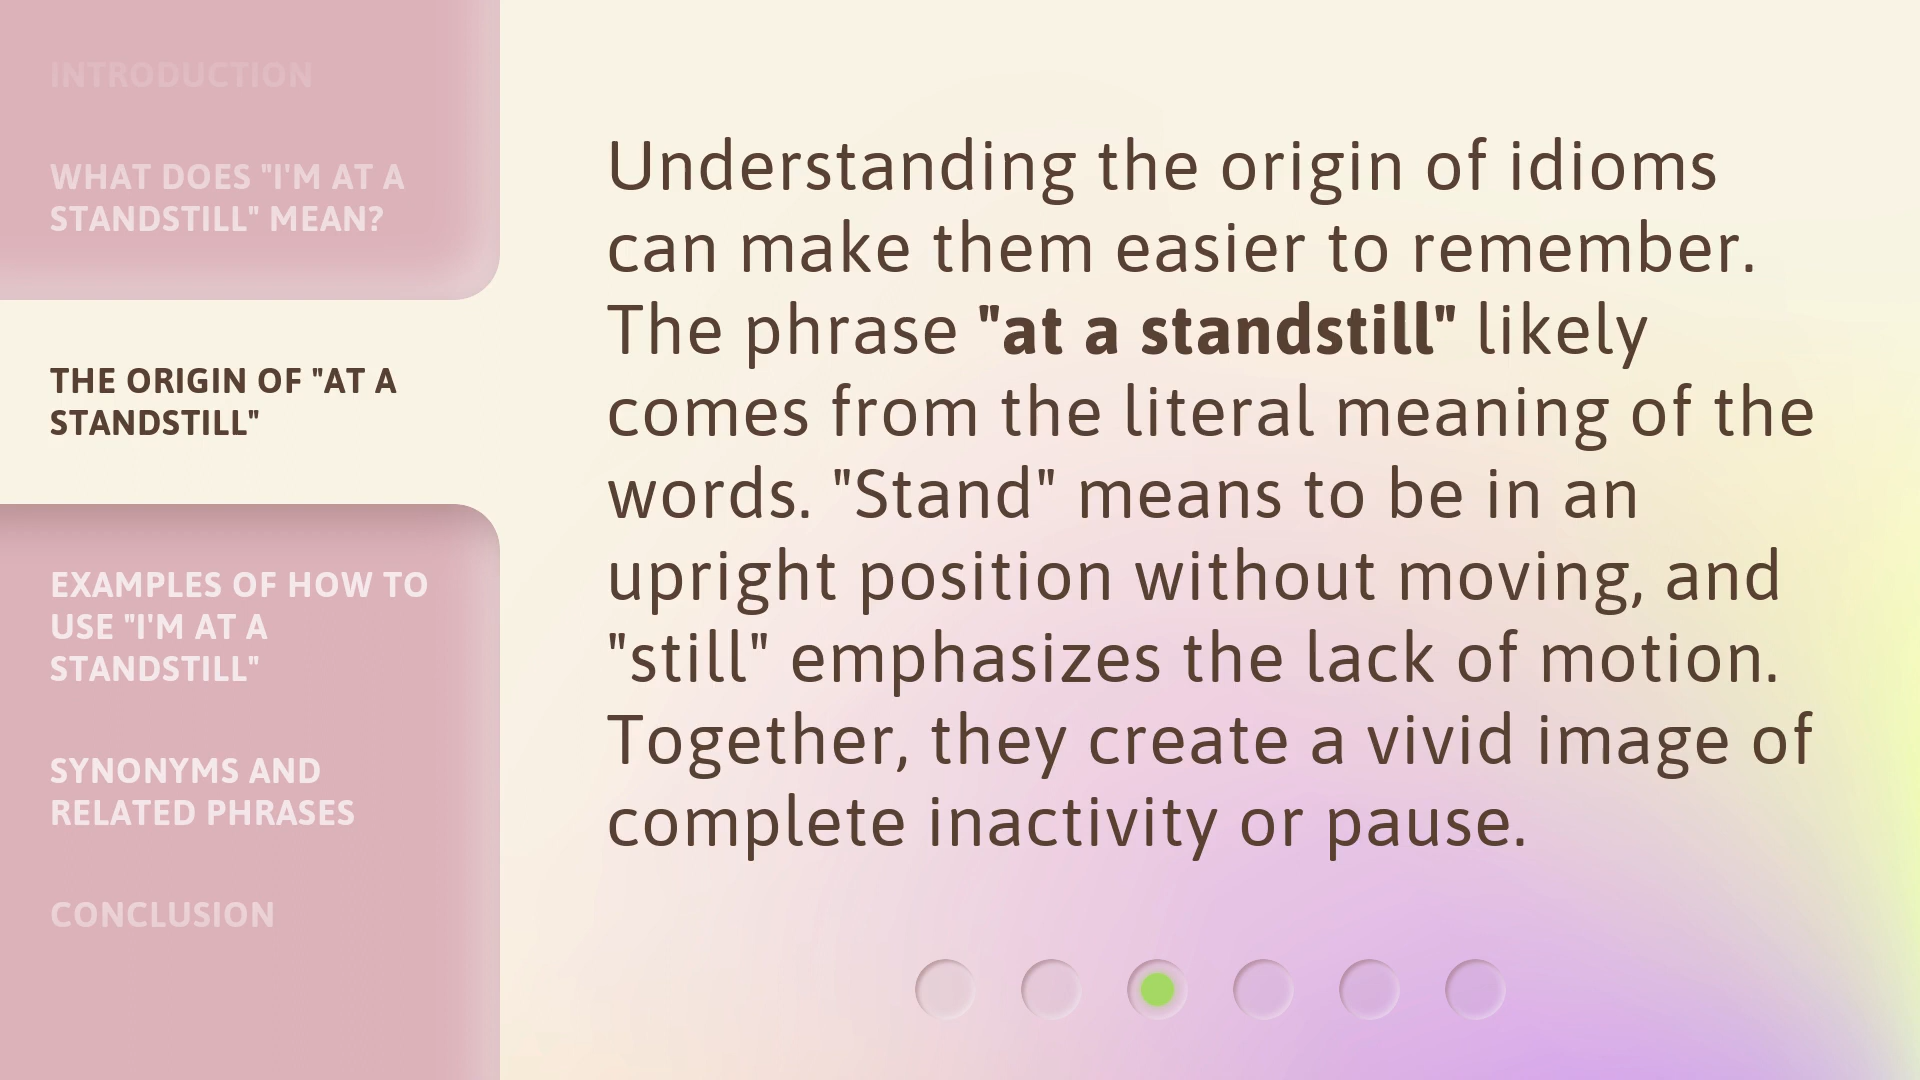 INTRODUCTION
WHAT DOES "I'M AT A
STANDSTILL" MEAN?
THE ORIGIN OF "AT A
STANDSTILL"
EXAMPLES OF HOW TO
USE "I'M AT A
STANDSTILL"
SYNONYMS AND
RELATED PHRASES
CONCLUSION
Understanding the origin of idioms
can make them easier to remember.
The phrase "at a standstill" likely
comes from the literal meaning of the
words. "Stand" means to be in an
upright position without moving, and
"still" emphasizes the lack of motion.
Together, they create a vivid image of
complete inactivity or pause.